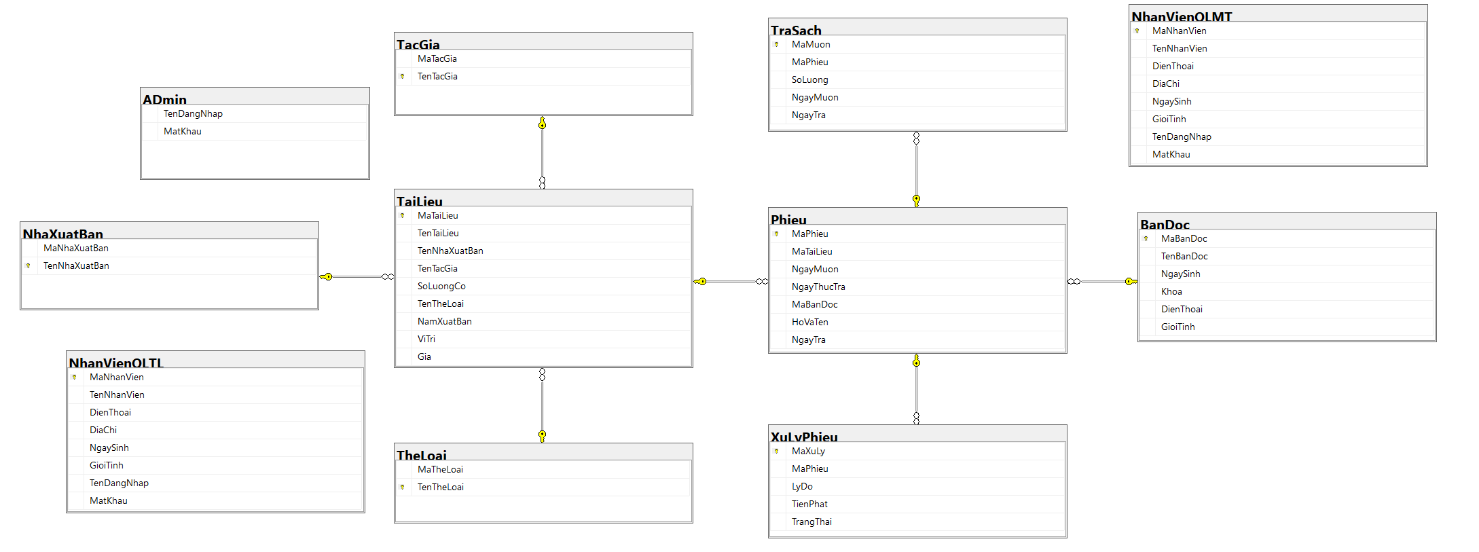 ADmin
TenDangNhap
MatKhau
TacGia
MaTacGia
TenTacGia
TraSach
MaMuon
MaPhieu
SoLuong
NgayMuon
NgayTra
NhanVienQLMT
MaNhanVien
TenNhanVien
DienThoai
DiaChi
NgaySinh
GioiTinh
TenDangNhap
MatKhau
NhaXuatBan
MaNhaXuatBan
TenNhaXuatBan
TaiLieu
MaTaiLieu
TenTaiLieu
TenNhaXuatBan
TenTacGia
SoLuongCo
TenTheLoai
NamXuatBan
ViTri
Gia
Phieu
MaPhieu
MaTaiLieu
NgayMuon
NgayThucTra
MaBanDoc
HoVaTen
NgayTra
BanDoc
MaBanDoc
TenBanDoc
NgaySinh
Khoa
DienThoai
GioiTinh
NhanVienQLTL
MaNhanVien
TenNhanVien
DienThoai
DiaChi
NgaySinh
GioiTinh
TenDangNhap
MatKhau
TheLoai
MaTheLoai
TenTheLoai
XuLyPhieu
MaXuLy
MaPhieu
LyDo
TienPhat
TrangThai